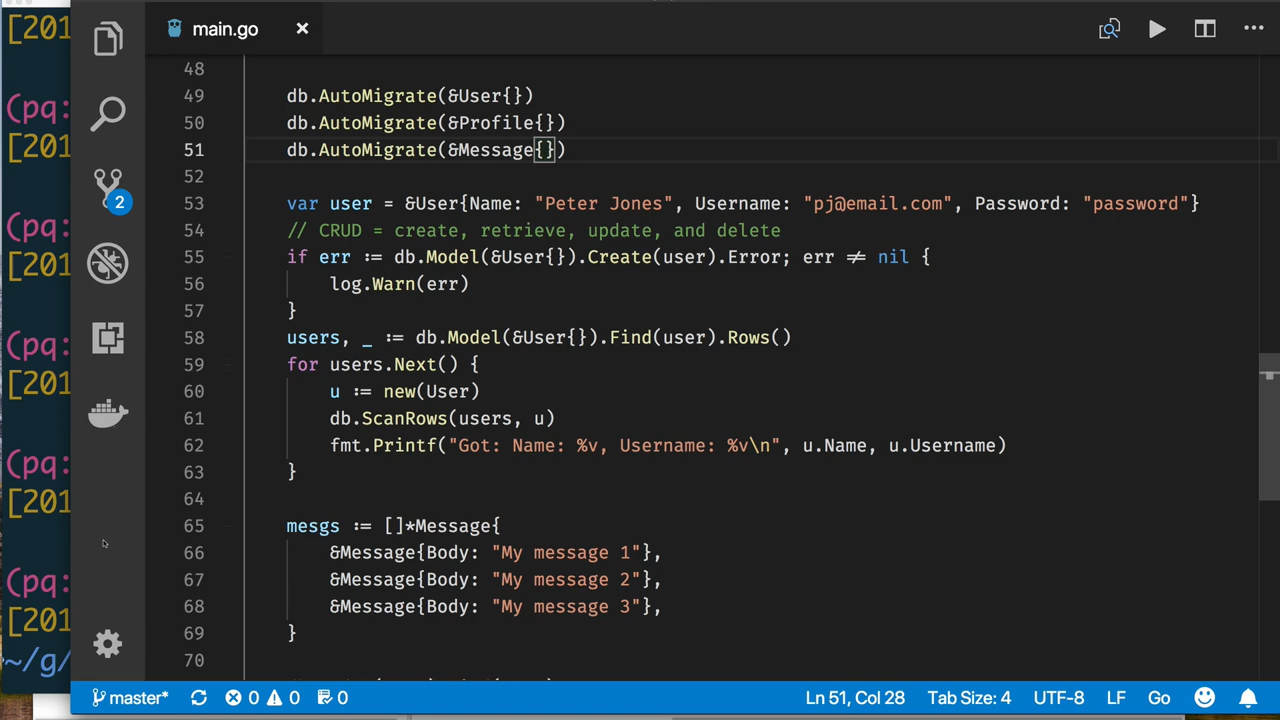 [201
(pq:
[201
(pq:
[201
(pq:
[201
(pq:
[201
(pq:
[201
~/g/
2
main.go
48
49 db.AutoMigrate(&User{})
50 db.AutoMigrate(&Profile{})
51 db.AutoMigrate(&Message{})
52
53 var user = &User{Name: "Peter Jones", Username: "pj@email.com", Password: "password"}
54 // CRUD = create, retrieve, update, and delete
55 if err := db.Model(&User{}).Create(user).Error; err ≠ nil {
56 log.Warn(err)
57 }
58 users, _ := db.Model(&User{}).Find(user).Rows()
59 for users.Next() {
60 u := new(User)
61 db.ScanRows(users, u)
62 fmt.Printf("Got: Name: %v, Username: %v\n", u.Name, u.Username)
63 }
64
65 mesgs := []*Message{
66 &Message{Body: "My message 1"},
67 &Message{Body: "My message 2"},
68 &Message{Body: "My message 3"},
69 }
70
master* 0 0 0 Ln 51, Col 28 Tab Size: 4 UTF-8 LF Go